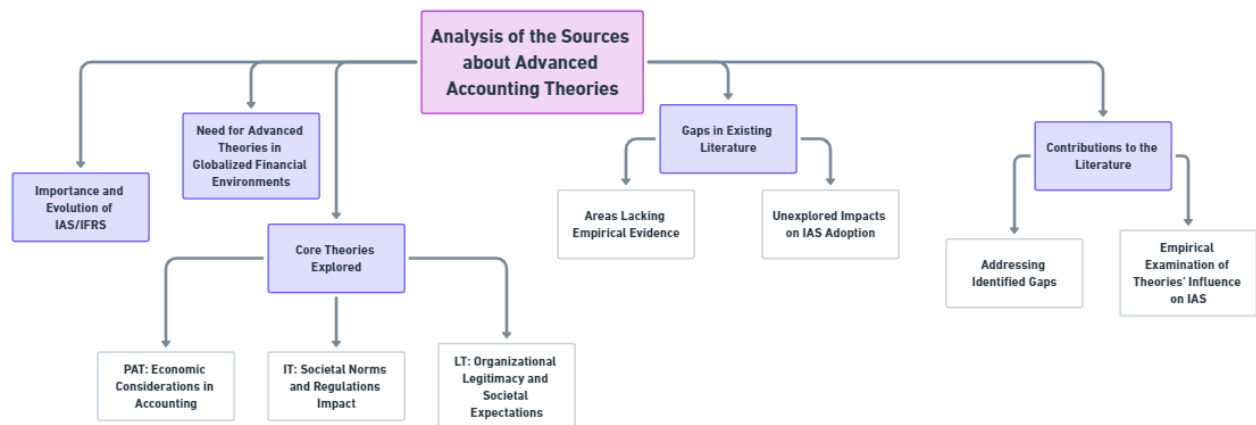 Analysis of the Sources
about Advanced
Accounting Theories
Importance and
Evolution of
IAS/IFRS
Need for Advanced
Theories in
Globalized Financial
Environments
Core Theories
Explored
PAT: Economic
Considerations in
Accounting
IT: Societal Norms
and Regulations
Impact
LT: Organizational
Legitimacy and
Societal
Expectations
Gaps in Existing
Literature
Areas Lacking
Empirical Evidence
Unexplored Impacts
on IAS Adoption
Contributions to the
Literature
Addressing
Identified Gaps
Empirical
Examination of
Theories' Influence
on IAS